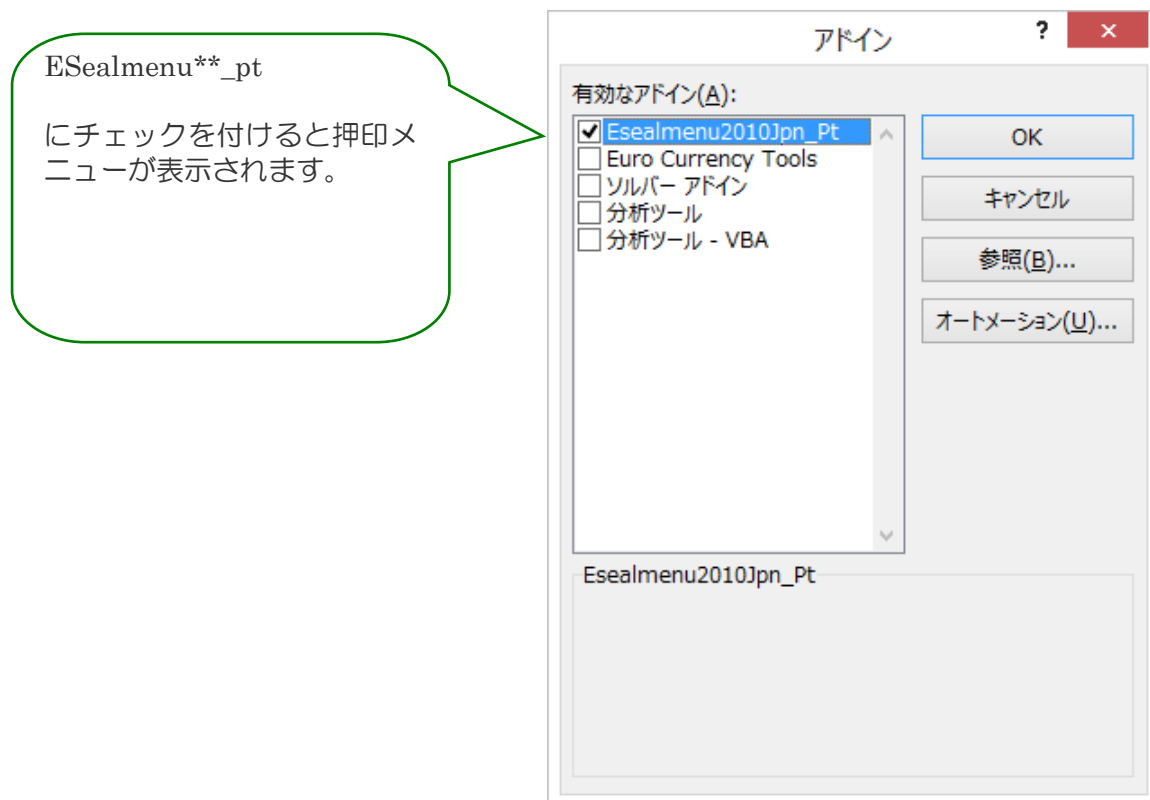 ESealmenu**_pt
にチェックを付けると押印メ
ニューが表示されます。
アドイン
?
×
有効なアドイン(A):
Esealmenu2010Jpn_Pt
Euro Currency Tools
ソルバー アドイン
分析ツール
分析ツール - VBA
OK
キャンセル
参照(B)...
オートメーション(U)...
Esealmenu2010Jpn_Pt